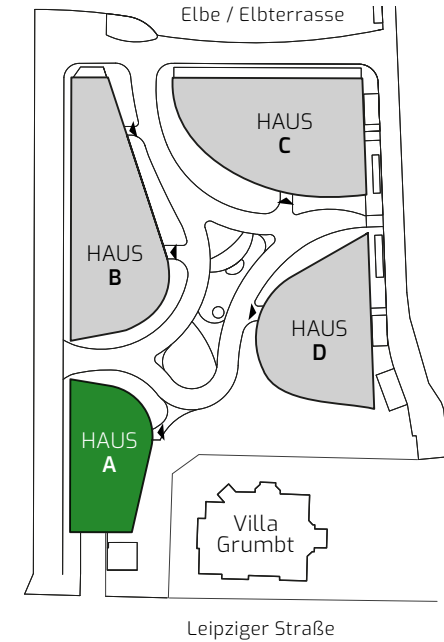 Elbe / Elbterrasse
HAUS
C
HAUS
B
HAUS
D
HAUS
A
Villa
Grumbt
Leipziger Straße